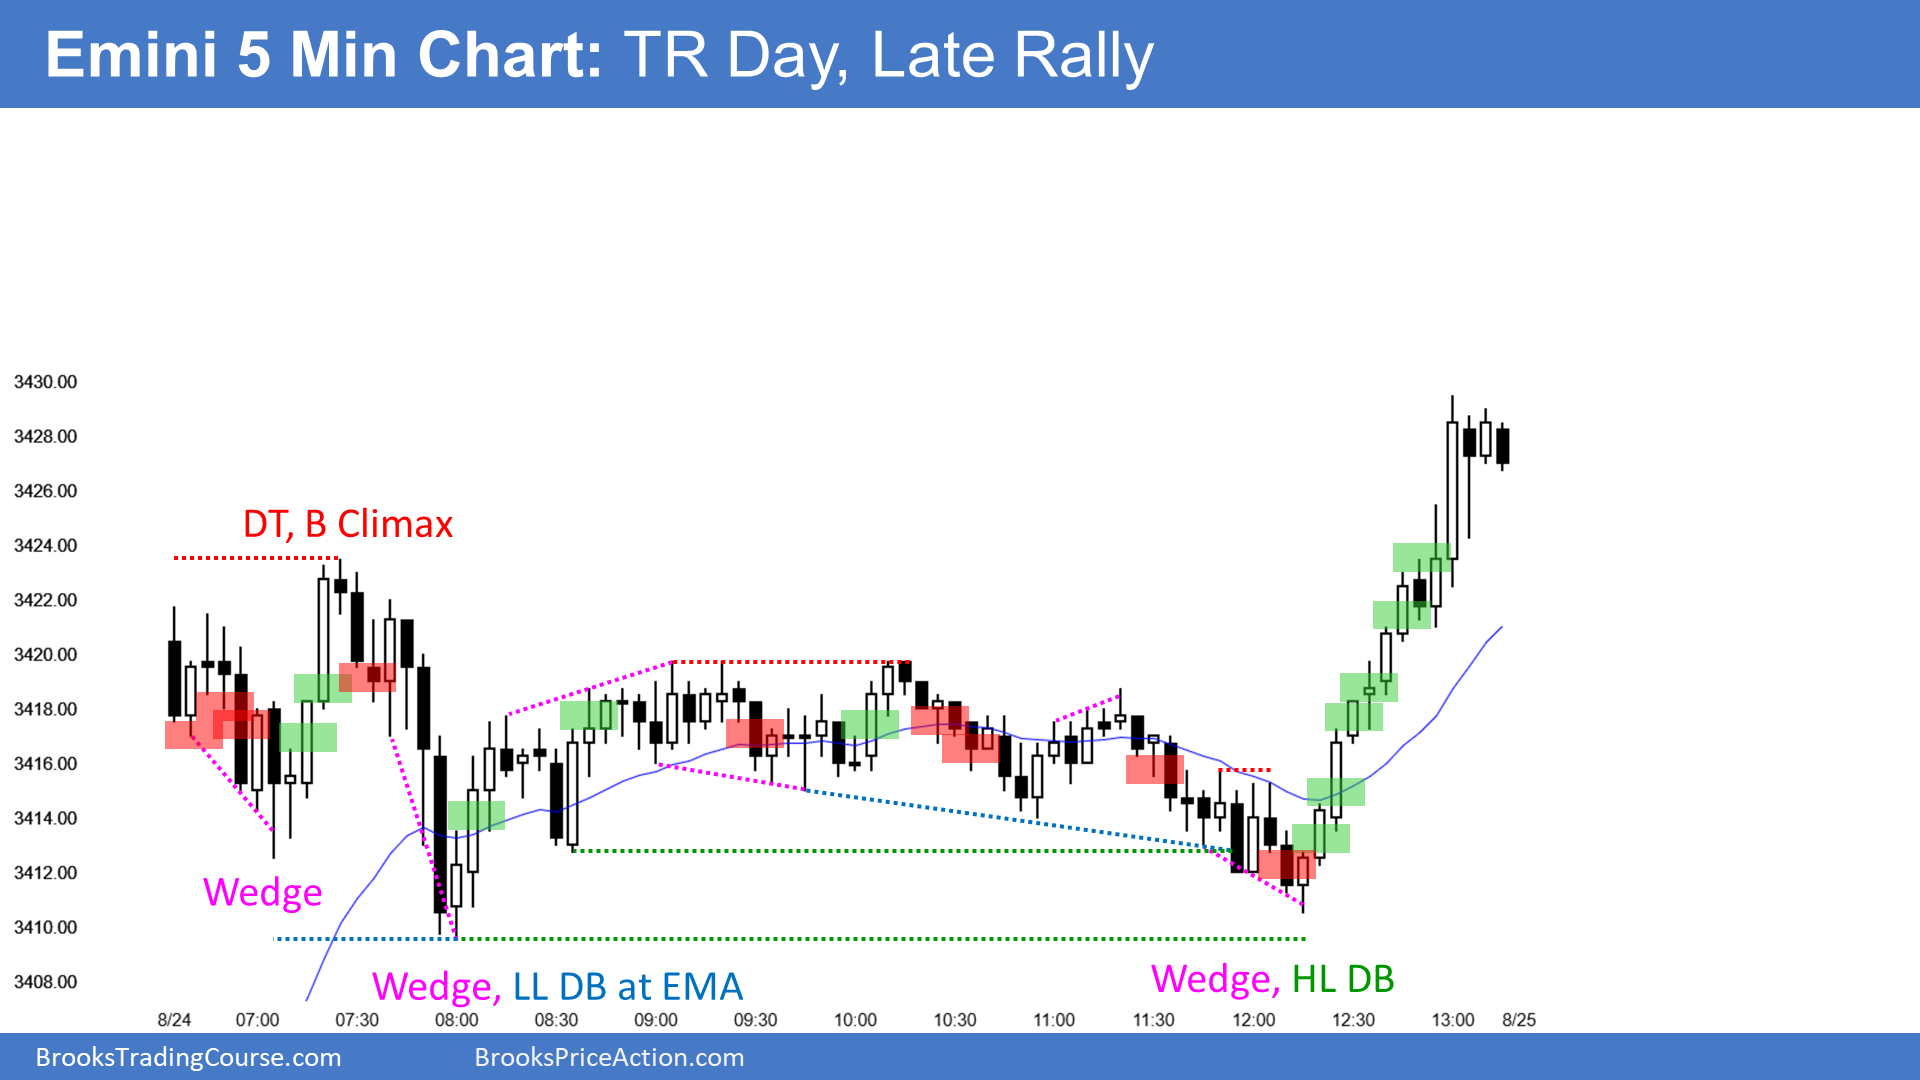 Emini 5 Min Chart: TR Day, Late Rally
3430.00
3428.00
3426.00
DT, B Climax
3424.00
3422.00
3420.00
3418.00
3416.00
3414.00
3412.00
Wedge
3410.00
3408.00
Wedge, LL DB at EMA
Wedge, HL DB
8/24 07:00 07:30 08:00 08:30 09:00 09:30 10:00 10:30 11:00 11:30 12:00 12:30 13:00 8/25
BrooksTradingCourse.com BrooksPriceAction.com